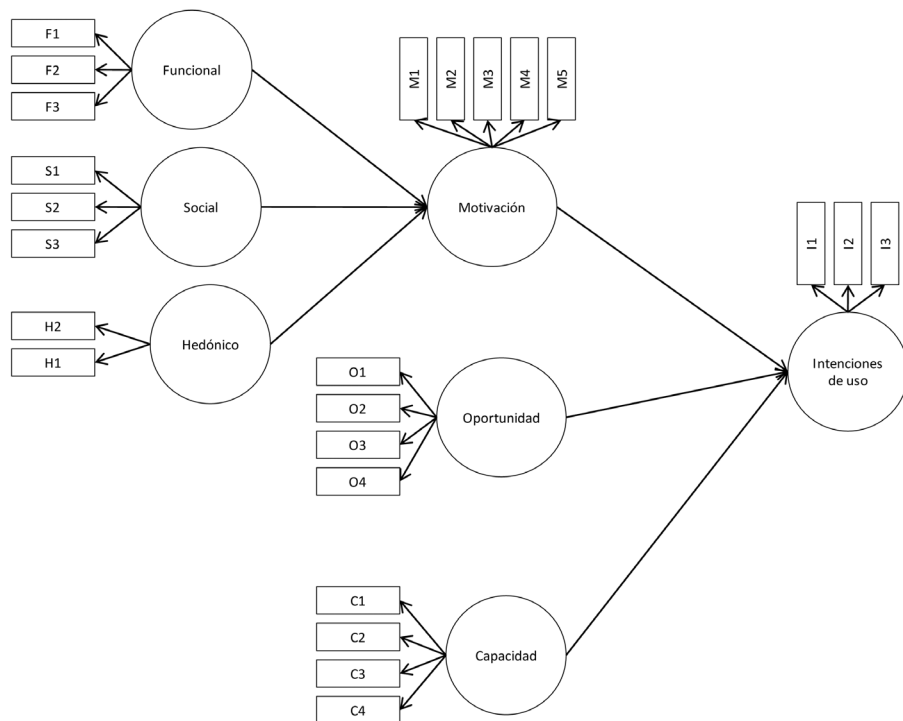 F1
F2
F3
Funcional
M1
M2
M3
M4
M5
S1
S2
S3
Social
Motivación
I1
I2
I3
H2
H1
Hedónico
Intenciones
de uso
O1
O2
O3
O4
Oportunidad
C1
C2
C3
C4
Capacidad